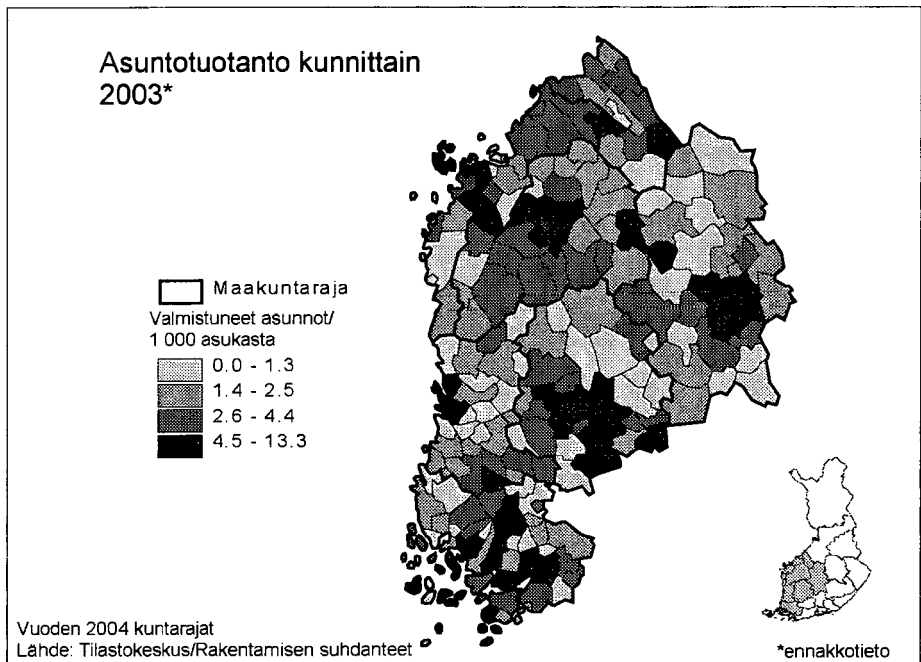 Asuntotuotanto kunnittain
2003*
Maakuntaraja
Valmistuneet asunnot/
1 000 asukasta
0.0 - 1.3
1.4 - 2.5
2.6 - 4.4
4.5 - 13.3
Vuoden 2004 kuntarajat
Lähde: Tilastokeskus/Rakentamisen suhdanteet
*ennakkotieto